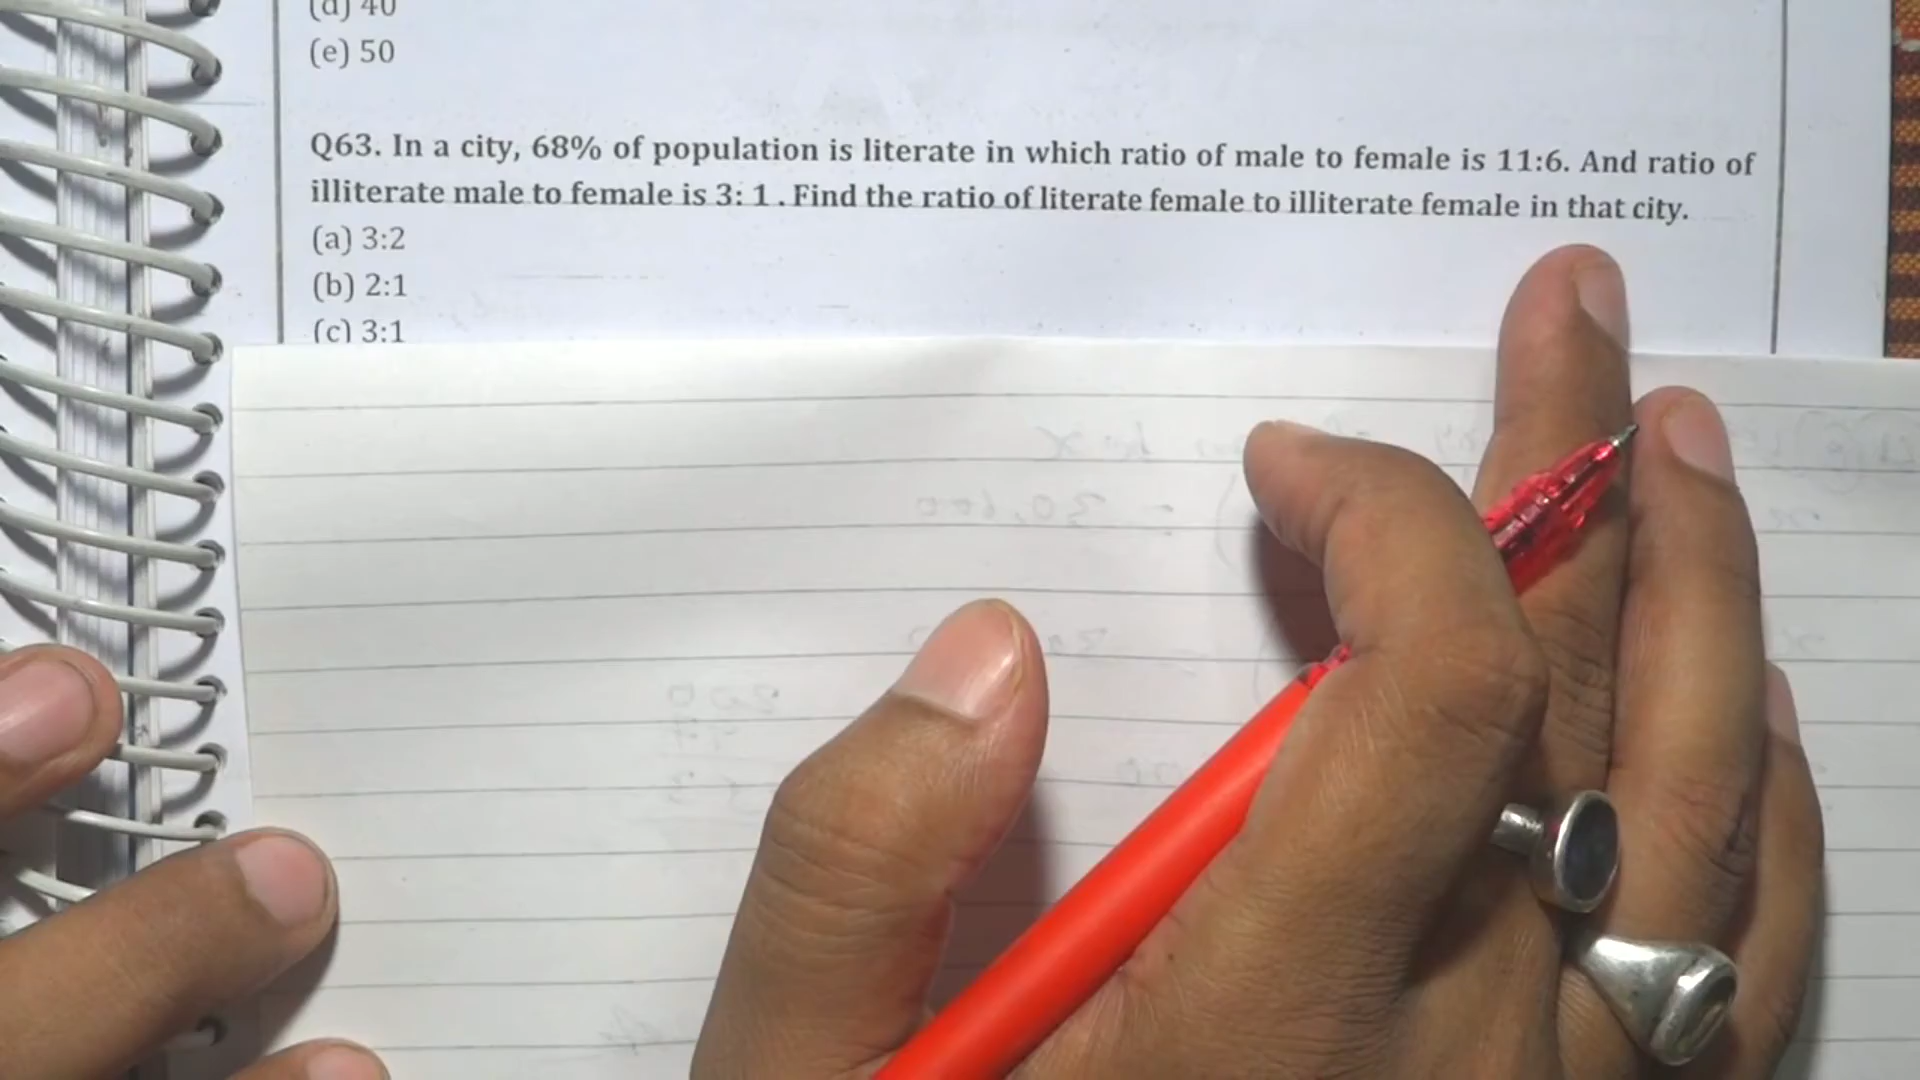 (d) 40
(e) 50
Q63. In a city, 68% of population is literate in which ratio of male to female is 11:6. And ratio of
illiterate male to female is 3: 1 . Find the ratio of literate female to illiterate female in that city.
(a) 3:2
(b) 2:1
(c) 3:1